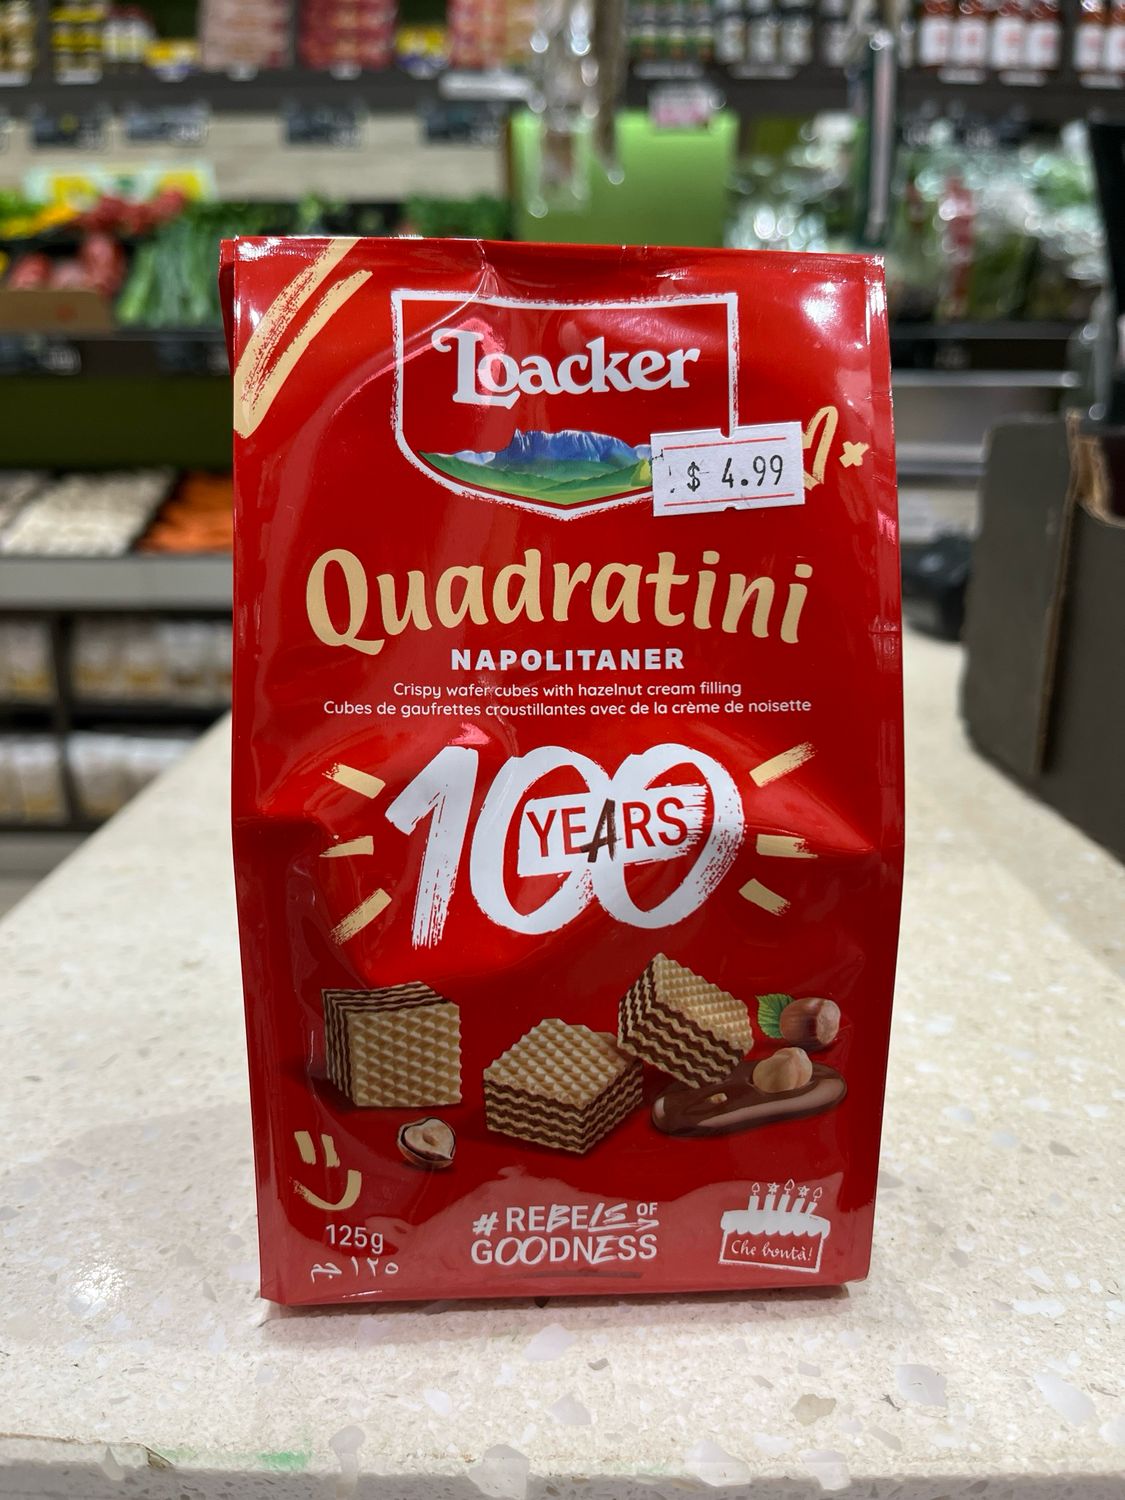 Loacker
$ 4.99
Quadratini
NAPOLITANER
Crispy wafer cubes with hazelnut cream filling
Cubes de gaufrettes croustillantes avec de la crème de noisette
100
YEARS
125g
١٢٥ جم
#REBELS OF
GOODNESS
Che bontà!